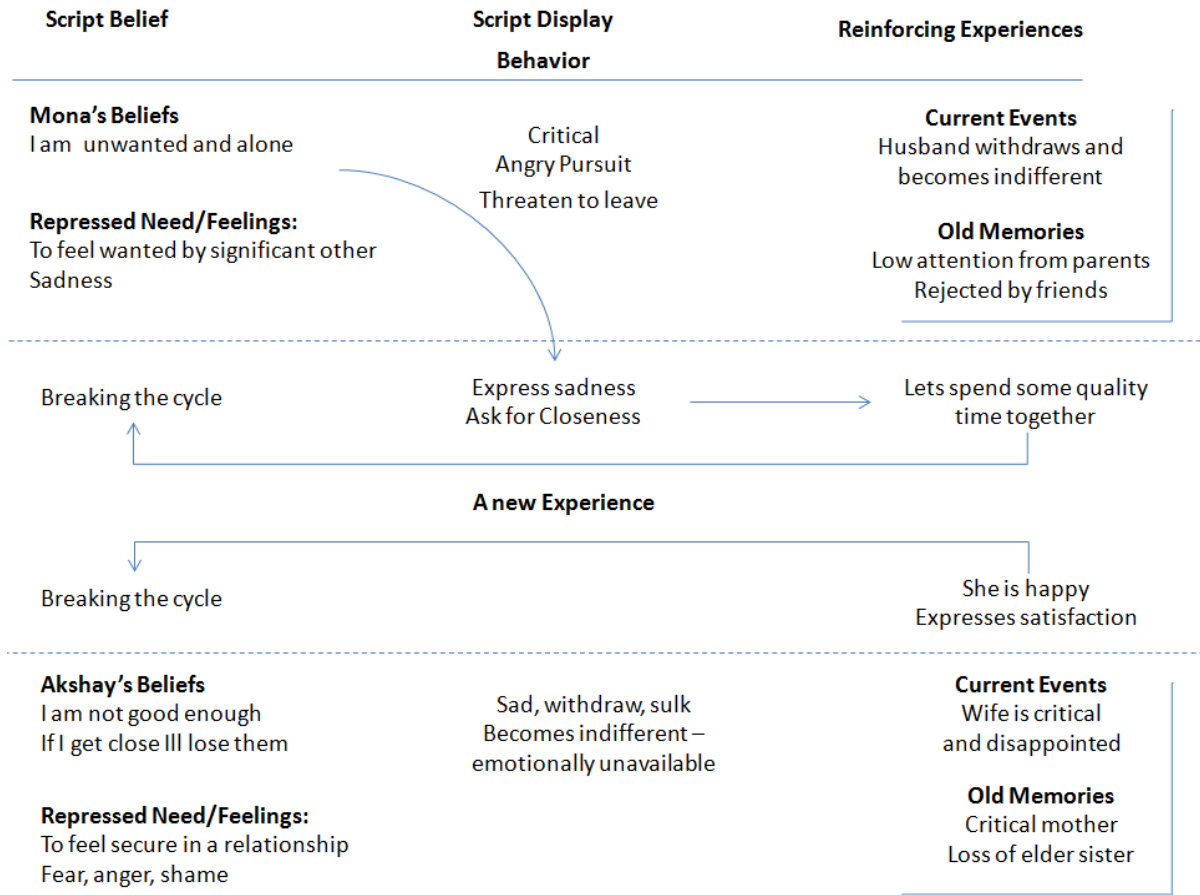 Script Belief
Script Display
Behavior
Reinforcing Experiences
Mona's Beliefs
I am unwanted and alone
Repressed Need/Feelings:
To feel wanted by significant other
Sadness
Critical
Angry Pursuit
Threaten to leave
Current Events
Husband withdraws and
becomes indifferent
Old Memories
Low attention from parents
Rejected by friends
Breaking the cycle
Express sadness
Ask for Closeness
Lets spend some quality
time together
A new Experience
Breaking the cycle
She is happy
Expresses satisfaction
Akshay's Beliefs
I am not good enough
If I get close Ill lose them
Repressed Need/Feelings:
To feel secure in a relationship
Fear, anger, shame
Sad, withdraw, sulk
Becomes indifferent –
emotionally unavailable
Current Events
Wife is critical
and disappointed
Old Memories
Critical mother
Loss of elder sister